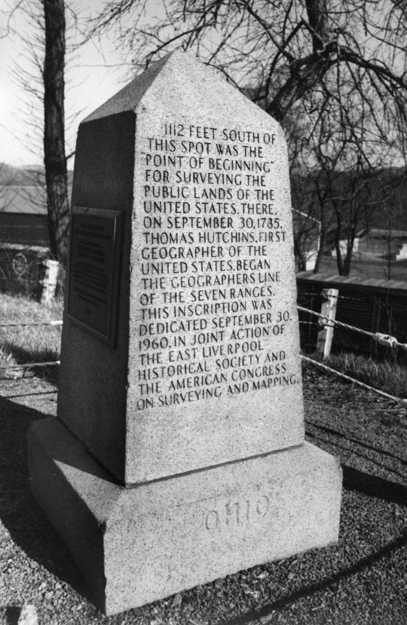 1112 FEET SOUTH OF
THIS SPOT WAS THE
"POINT OF BEGINNING"
FOR SURVEYING THE
PUBLIC LANDS OF THE
UNITED STATES. THERE,
ON SEPTEMBER 30, 1785,
THOMAS HUTCHINS, FIRST
GEOGRAPHER OF THE
UNITED STATES, BEGAN
THE GEOGRAPHERS LINE
OF THE SEVEN RANGES.
THIS INSCRIPTION WAS
DEDICATED SEPTEMBER 30,
1960, IN JOINT ACTION OF
THE EAST LIVERPOOL
HISTORICAL SOCIETY AND
THE AMERICAN CONGRESS
ON SURVEYING AND MAPPING.
OHIO